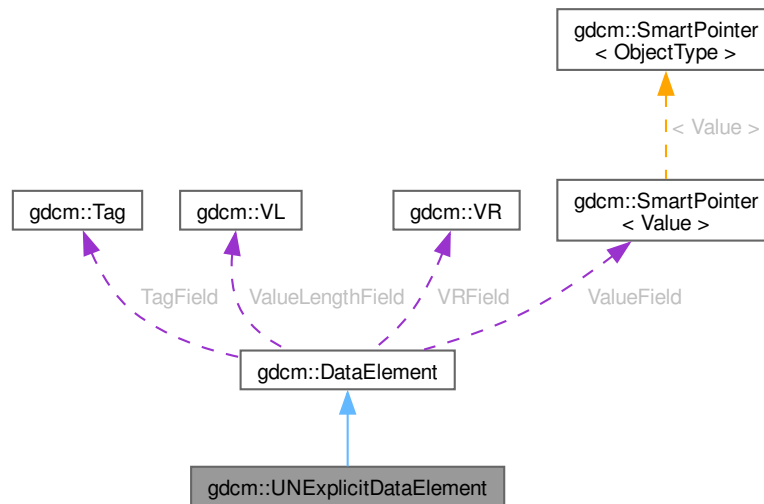 gdcm::SmartPointer
< ObjectType >
< Value >
gdcm::Tag
gdcm::VL
gdcm::VR
gdcm::SmartPointer
< Value >
TagField
ValueLengthField
VRField
ValueField
gdcm::DataElement
gdcm::UNExplicitDataElement